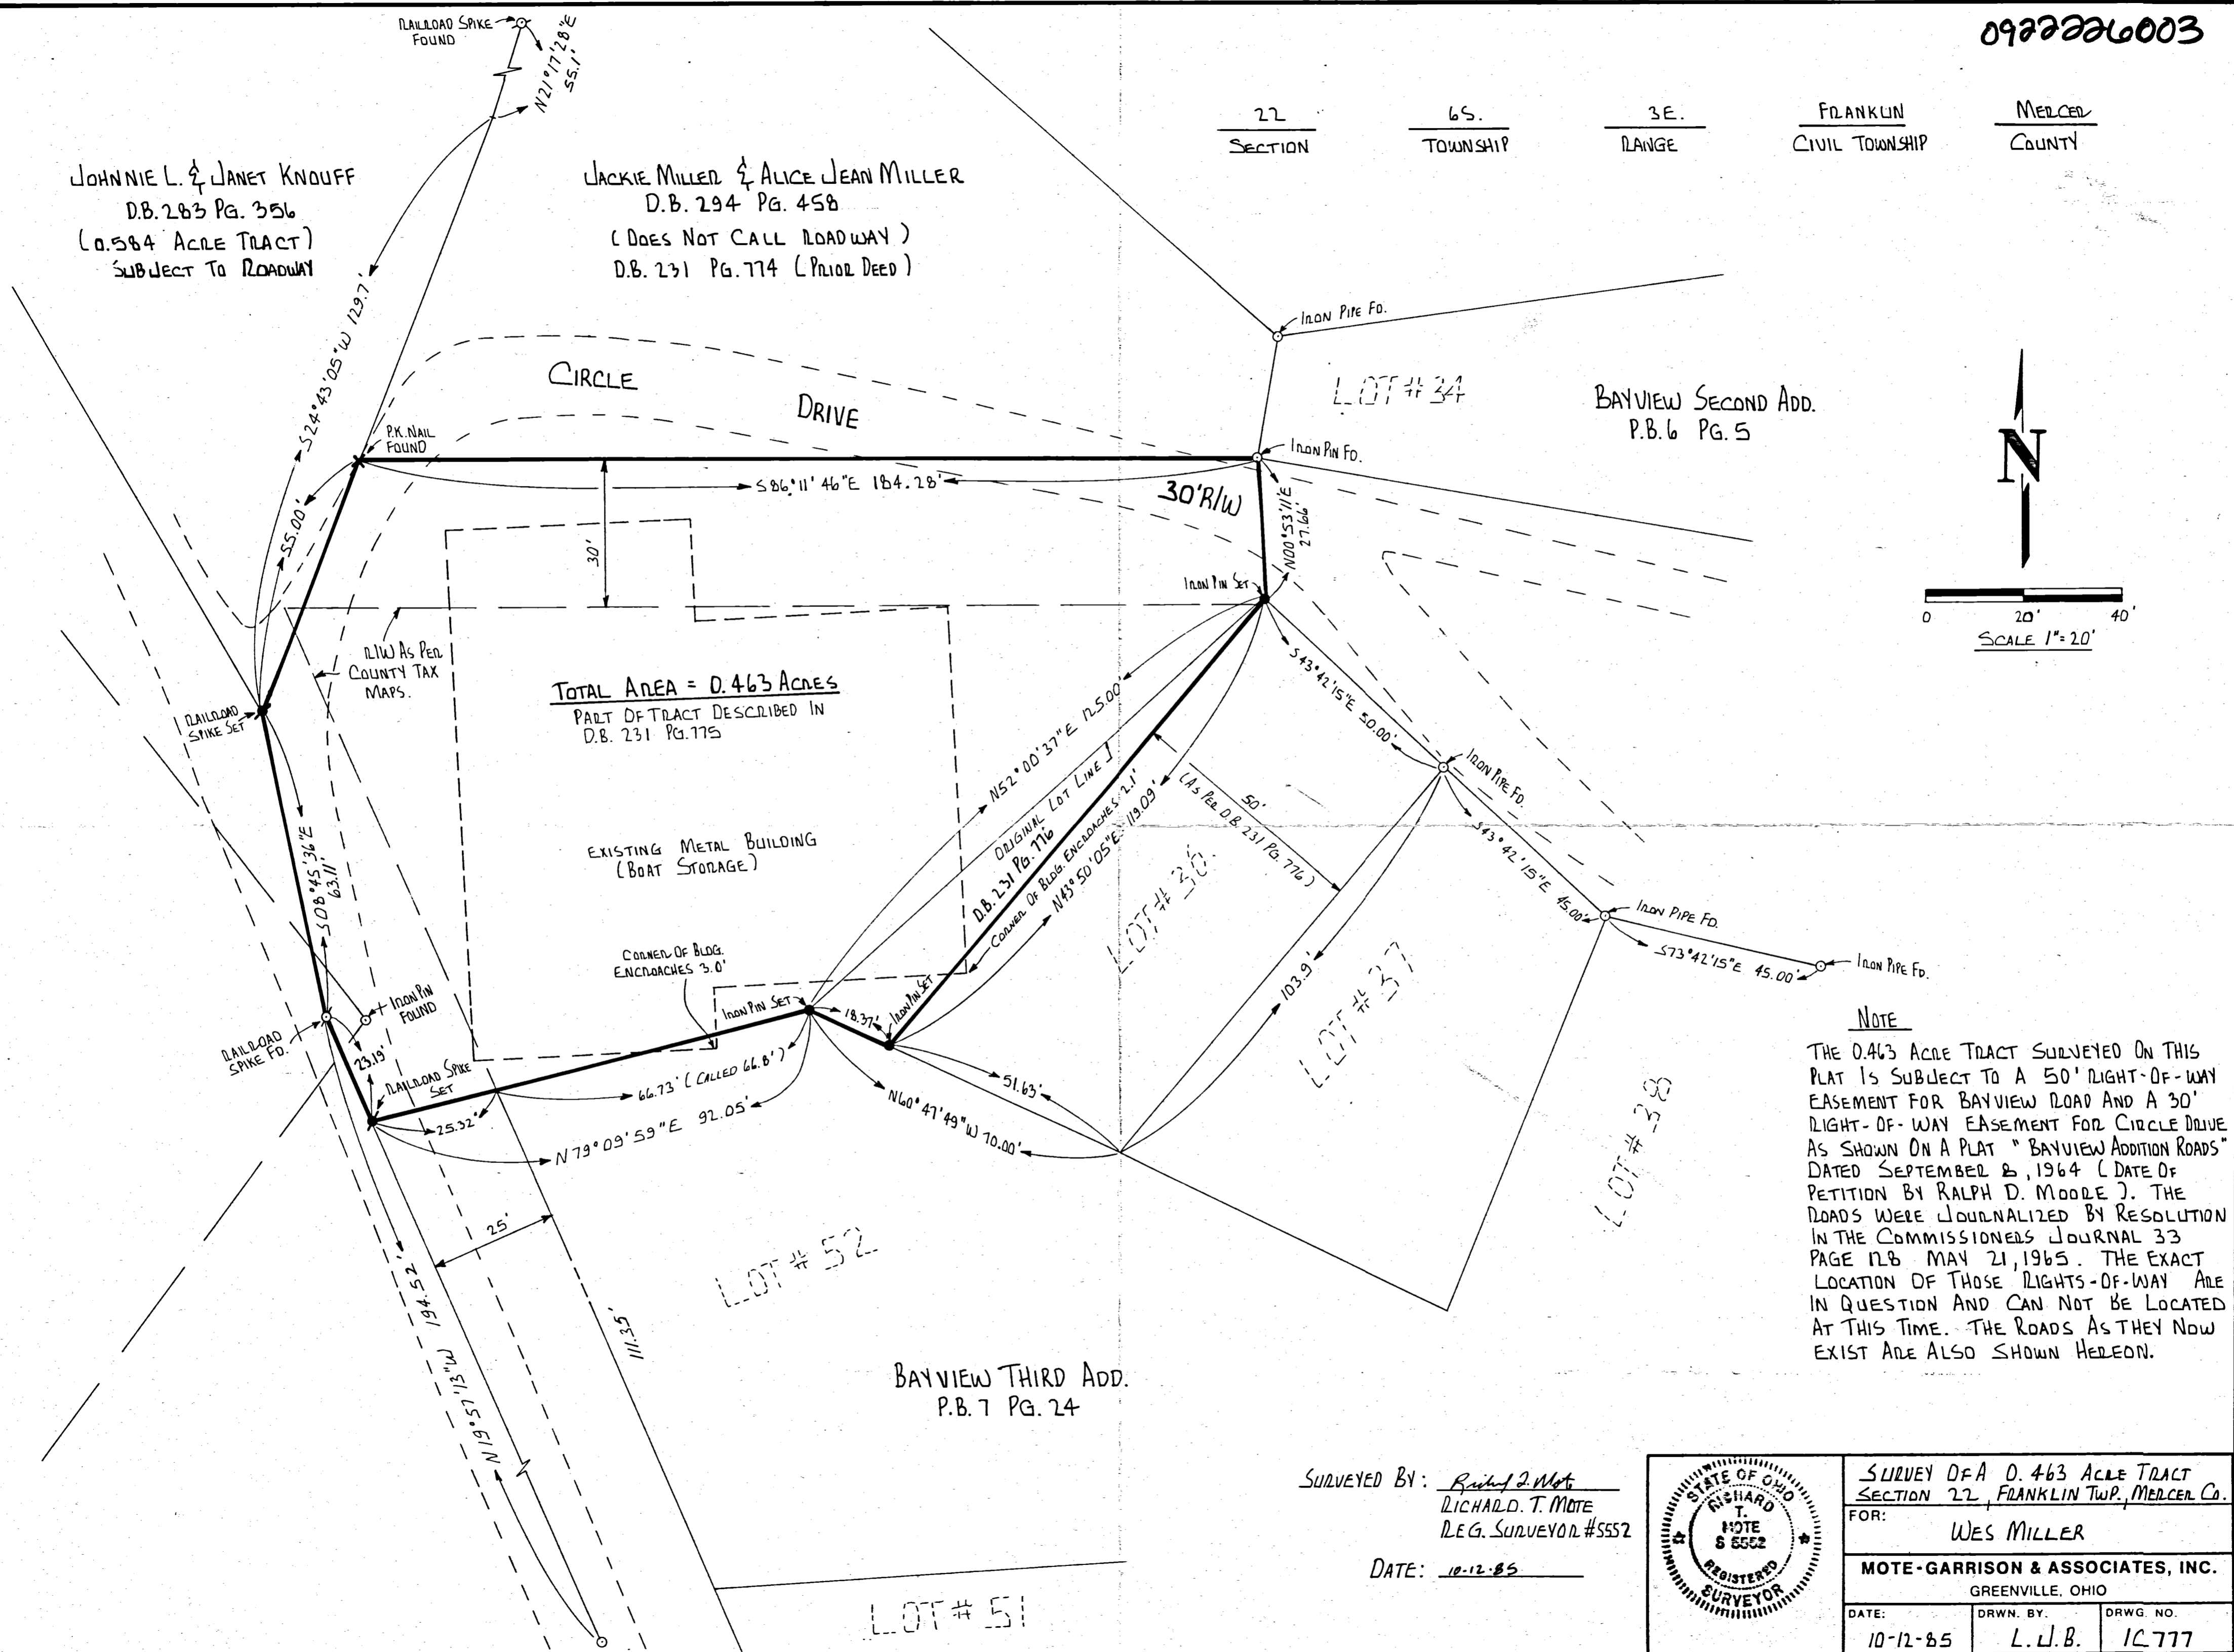 0922226003
RAILROAD SPIKE
FOUND
N21°17'28"E
55.1'
22
SECTION
6S.
TOWNSHIP
3E.
RANGE
FRANKLIN
CIVIL TOWNSHIP
MERCER
COUNTY
JOHNNIE L. & JANET KNOUFF
D.B. 283 PG. 356
(0.584 ACRE TRACT)
SUBJECT TO ROADWAY
JACKIE MILLER & ALICE JEAN MILLER
D.B. 294 PG. 458
(DOES NOT CALL ROADWAY)
D.B. 231 PG. 774 (PRIOR DEED)
S24°43'05"W 129.7'
IRON PIPE FD.
CIRCLE
DRIVE
LOT # 34
BAYVIEW SECOND ADD.
P.B. 6 PG. 5
N
0 20' 40'
SCALE 1"=20'
P.K. NAIL
FOUND
IRON PIN FD.
S86°11'46"E 184.28'
30'R/W
N00°53'11"E
27.66'
55.00'
30'
IRON PIN SET
R/W AS PER
COUNTY TAX
MAPS.
RAILROAD
SPIKE SET
TOTAL AREA = 0.463 ACRES
PART OF TRACT DESCRIBED IN
D.B. 231 PG. 775
S43°42'15"E 50.00'
N52°00'37"E 125.00'
ORIGINAL LOT LINE
D.B. 231 PG. 776
CORNER OF BLDG. ENCROACHES 2.1'
N43°50'05"E 119.09'
50'
(AS PER D.B. 231 PG. 776)
IRON PIPE FD.
S43°42'15"E 45.00'
IRON PIPE FD.
S73°42'15"E 45.00'
IRON PIPE FD.
EXISTING METAL BUILDING
(BOAT STORAGE)
S08°45'36"E
63.11'
LOT # 36
LOT # 37
LOT # 38
103.9'
CORNER OF BLDG.
ENCROACHES 3.0'
IRON PIN SET
18.37'
IRON PIN SET
IRON PIN
FOUND
RAILROAD
SPIKE FD.
23.19'
RAILROAD SPIKE
SET
66.73' (CALLED 66.8')
25.32'
N79°09'59"E 92.05'
51.63'
N60°47'49"W 70.00'
25'
LOT # 52
194.52'
N19°57'13"W
111.35'
BAYVIEW THIRD ADD.
P.B. 7 PG. 24
LOT # 51
NOTE
THE 0.463 ACRE TRACT SURVEYED ON THIS
PLAT IS SUBJECT TO A 50' RIGHT-OF-WAY
EASEMENT FOR BAYVIEW ROAD AND A 30'
RIGHT-OF-WAY EASEMENT FOR CIRCLE DRIVE
AS SHOWN ON A PLAT "BAYVIEW ADDITION ROADS"
DATED SEPTEMBER 8, 1964 (DATE OF
PETITION BY RALPH D. MOORE). THE
ROADS WERE JOURNALIZED BY RESOLUTION
IN THE COMMISSIONERS JOURNAL 33
PAGE 128 MAY 21, 1965. THE EXACT
LOCATION OF THOSE RIGHTS-OF-WAY ARE
IN QUESTION AND CAN NOT BE LOCATED
AT THIS TIME. THE ROADS AS THEY NOW
EXIST ARE ALSO SHOWN HEREON.
SURVEYED BY: Richard T. Mote
RICHARD. T. MOTE
REG. SURVEYOR #5552
DATE: 10-12-85
STATE OF OHIO
RICHARD
T.
MOTE
S 5552
REGISTERED
SURVEYOR
SURVEY OF A 0.463 ACRE TRACT
SECTION 22, FRANKLIN TWP., MERCER CO.
FOR:
WES MILLER
MOTE-GARRISON & ASSOCIATES, INC.
GREENVILLE, OHIO
DATE: DRWN. BY. DRWG. NO.
10-12-85 L.J.B. 1C777